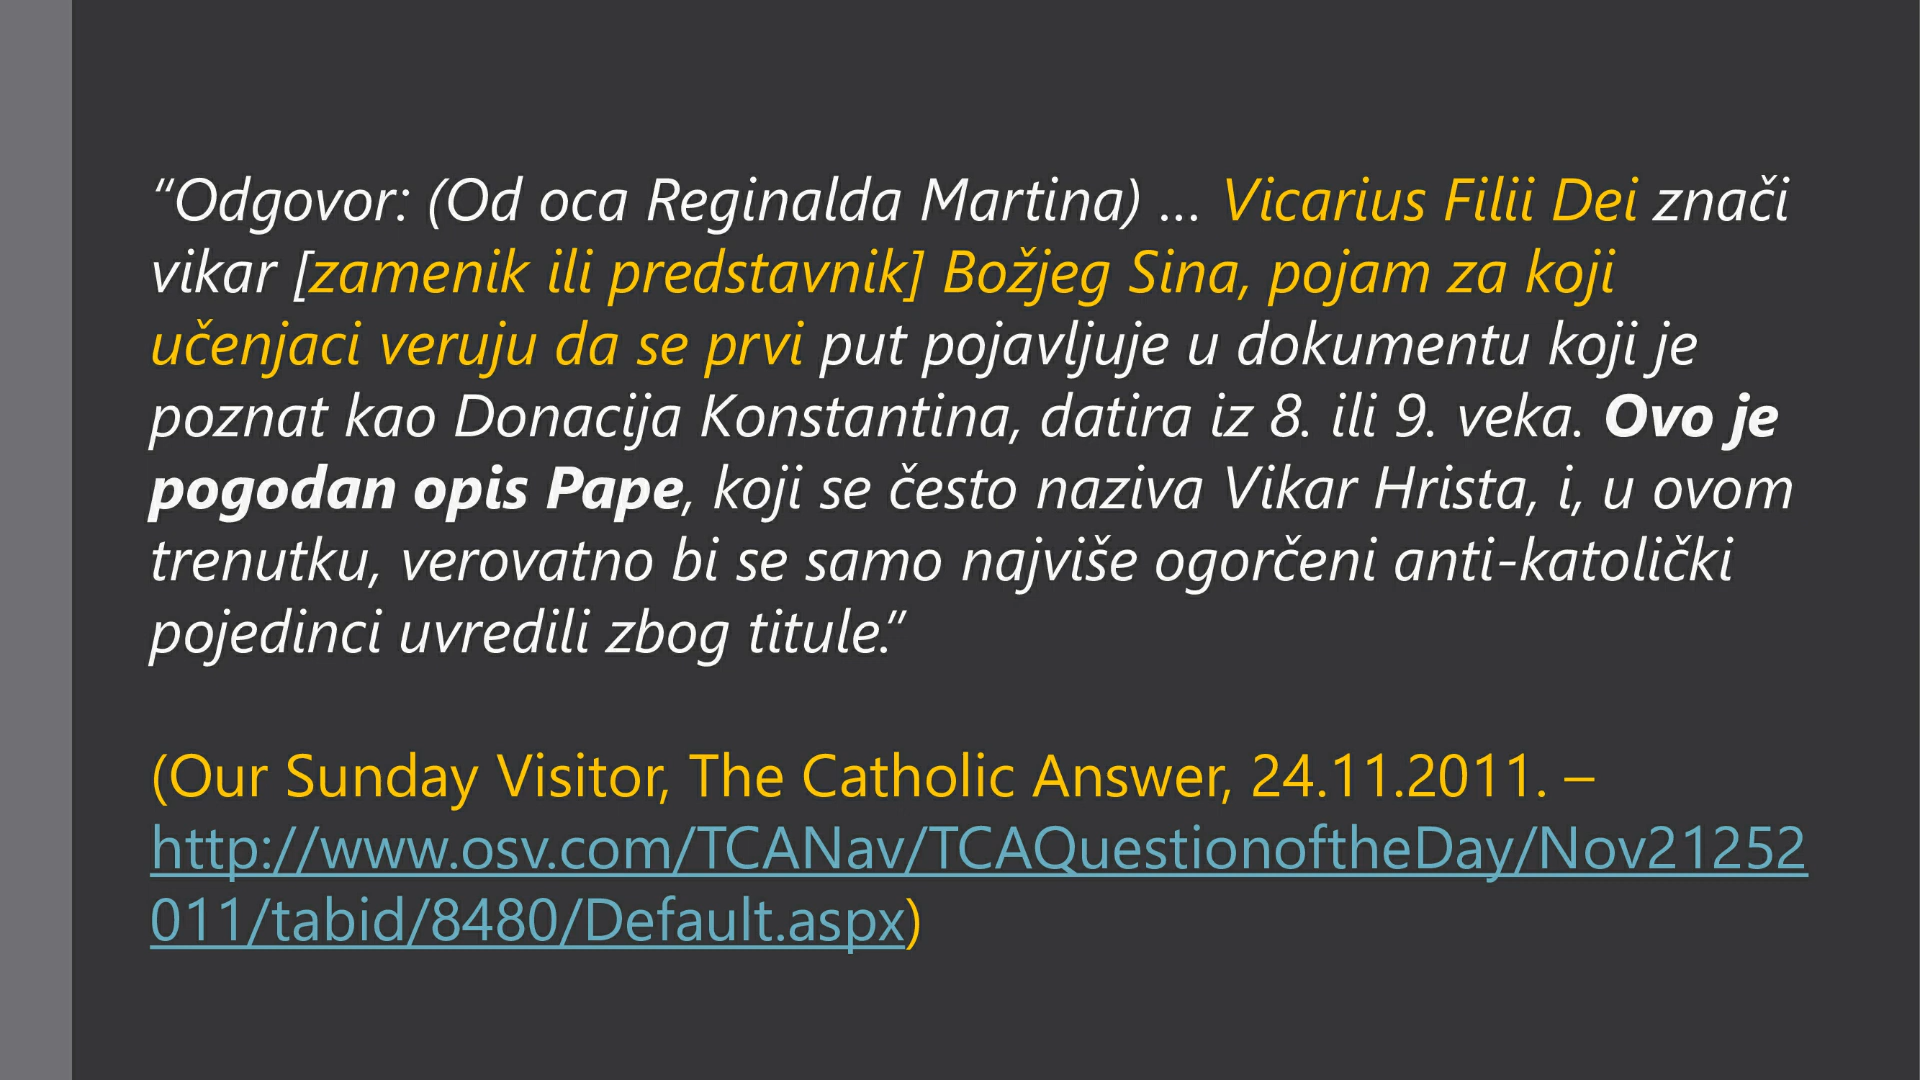 “Odgovor: (Od oca Reginalda Martina) … Vicarius Filii Dei znači
vikar [zamenik ili predstavnik] Božjeg Sina, pojam za koji
učenjaci veruju da se prvi put pojavljuje u dokumentu koji je
poznat kao Donacija Konstantina, datira iz 8. ili 9. veka. Ovo je
pogodan opis Pape, koji se često naziva Vikar Hrista, i, u ovom
trenutku, verovatno bi se samo najviše ogorčeni anti-katolički
pojedinci uvredili zbog titule.”
(Our Sunday Visitor, The Catholic Answer, 24.11.2011. –
http://www.osv.com/TCANav/TCAQuestionoftheDay/Nov21252
011/tabid/8480/Default.aspx)